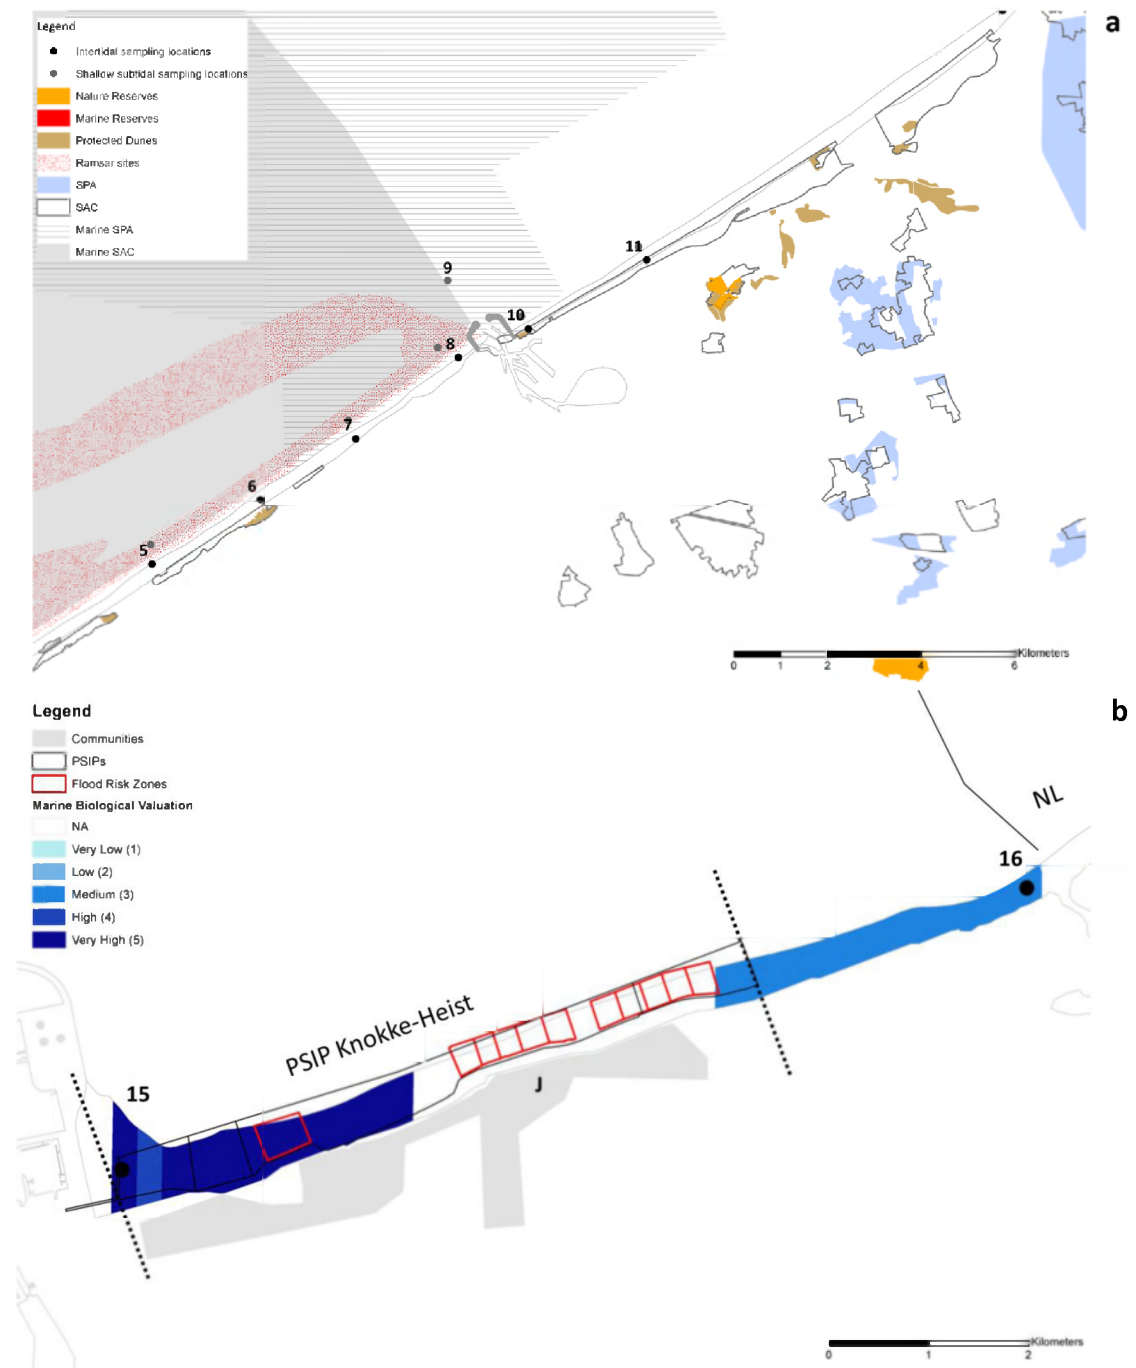 a
Legend
Intertidal sampling locations
Shallow subtidal sampling locations
Nature Reserves
Marine Reserves
Protected Dunes
Ramsar sites
SPA
SAC
Marine SPA
Marine SAC
9
11
10
8
7
6
5
Kilometers
0 1 2 4 6
b
Legend
Communities
PSIPs
Flood Risk Zones
Marine Biological Valuation
NA
Very Low (1)
Low (2)
Medium (3)
High (4)
Very High (5)
NL
16
PSIP Knokke-Heist
J
15
Kilometers
0 1 2